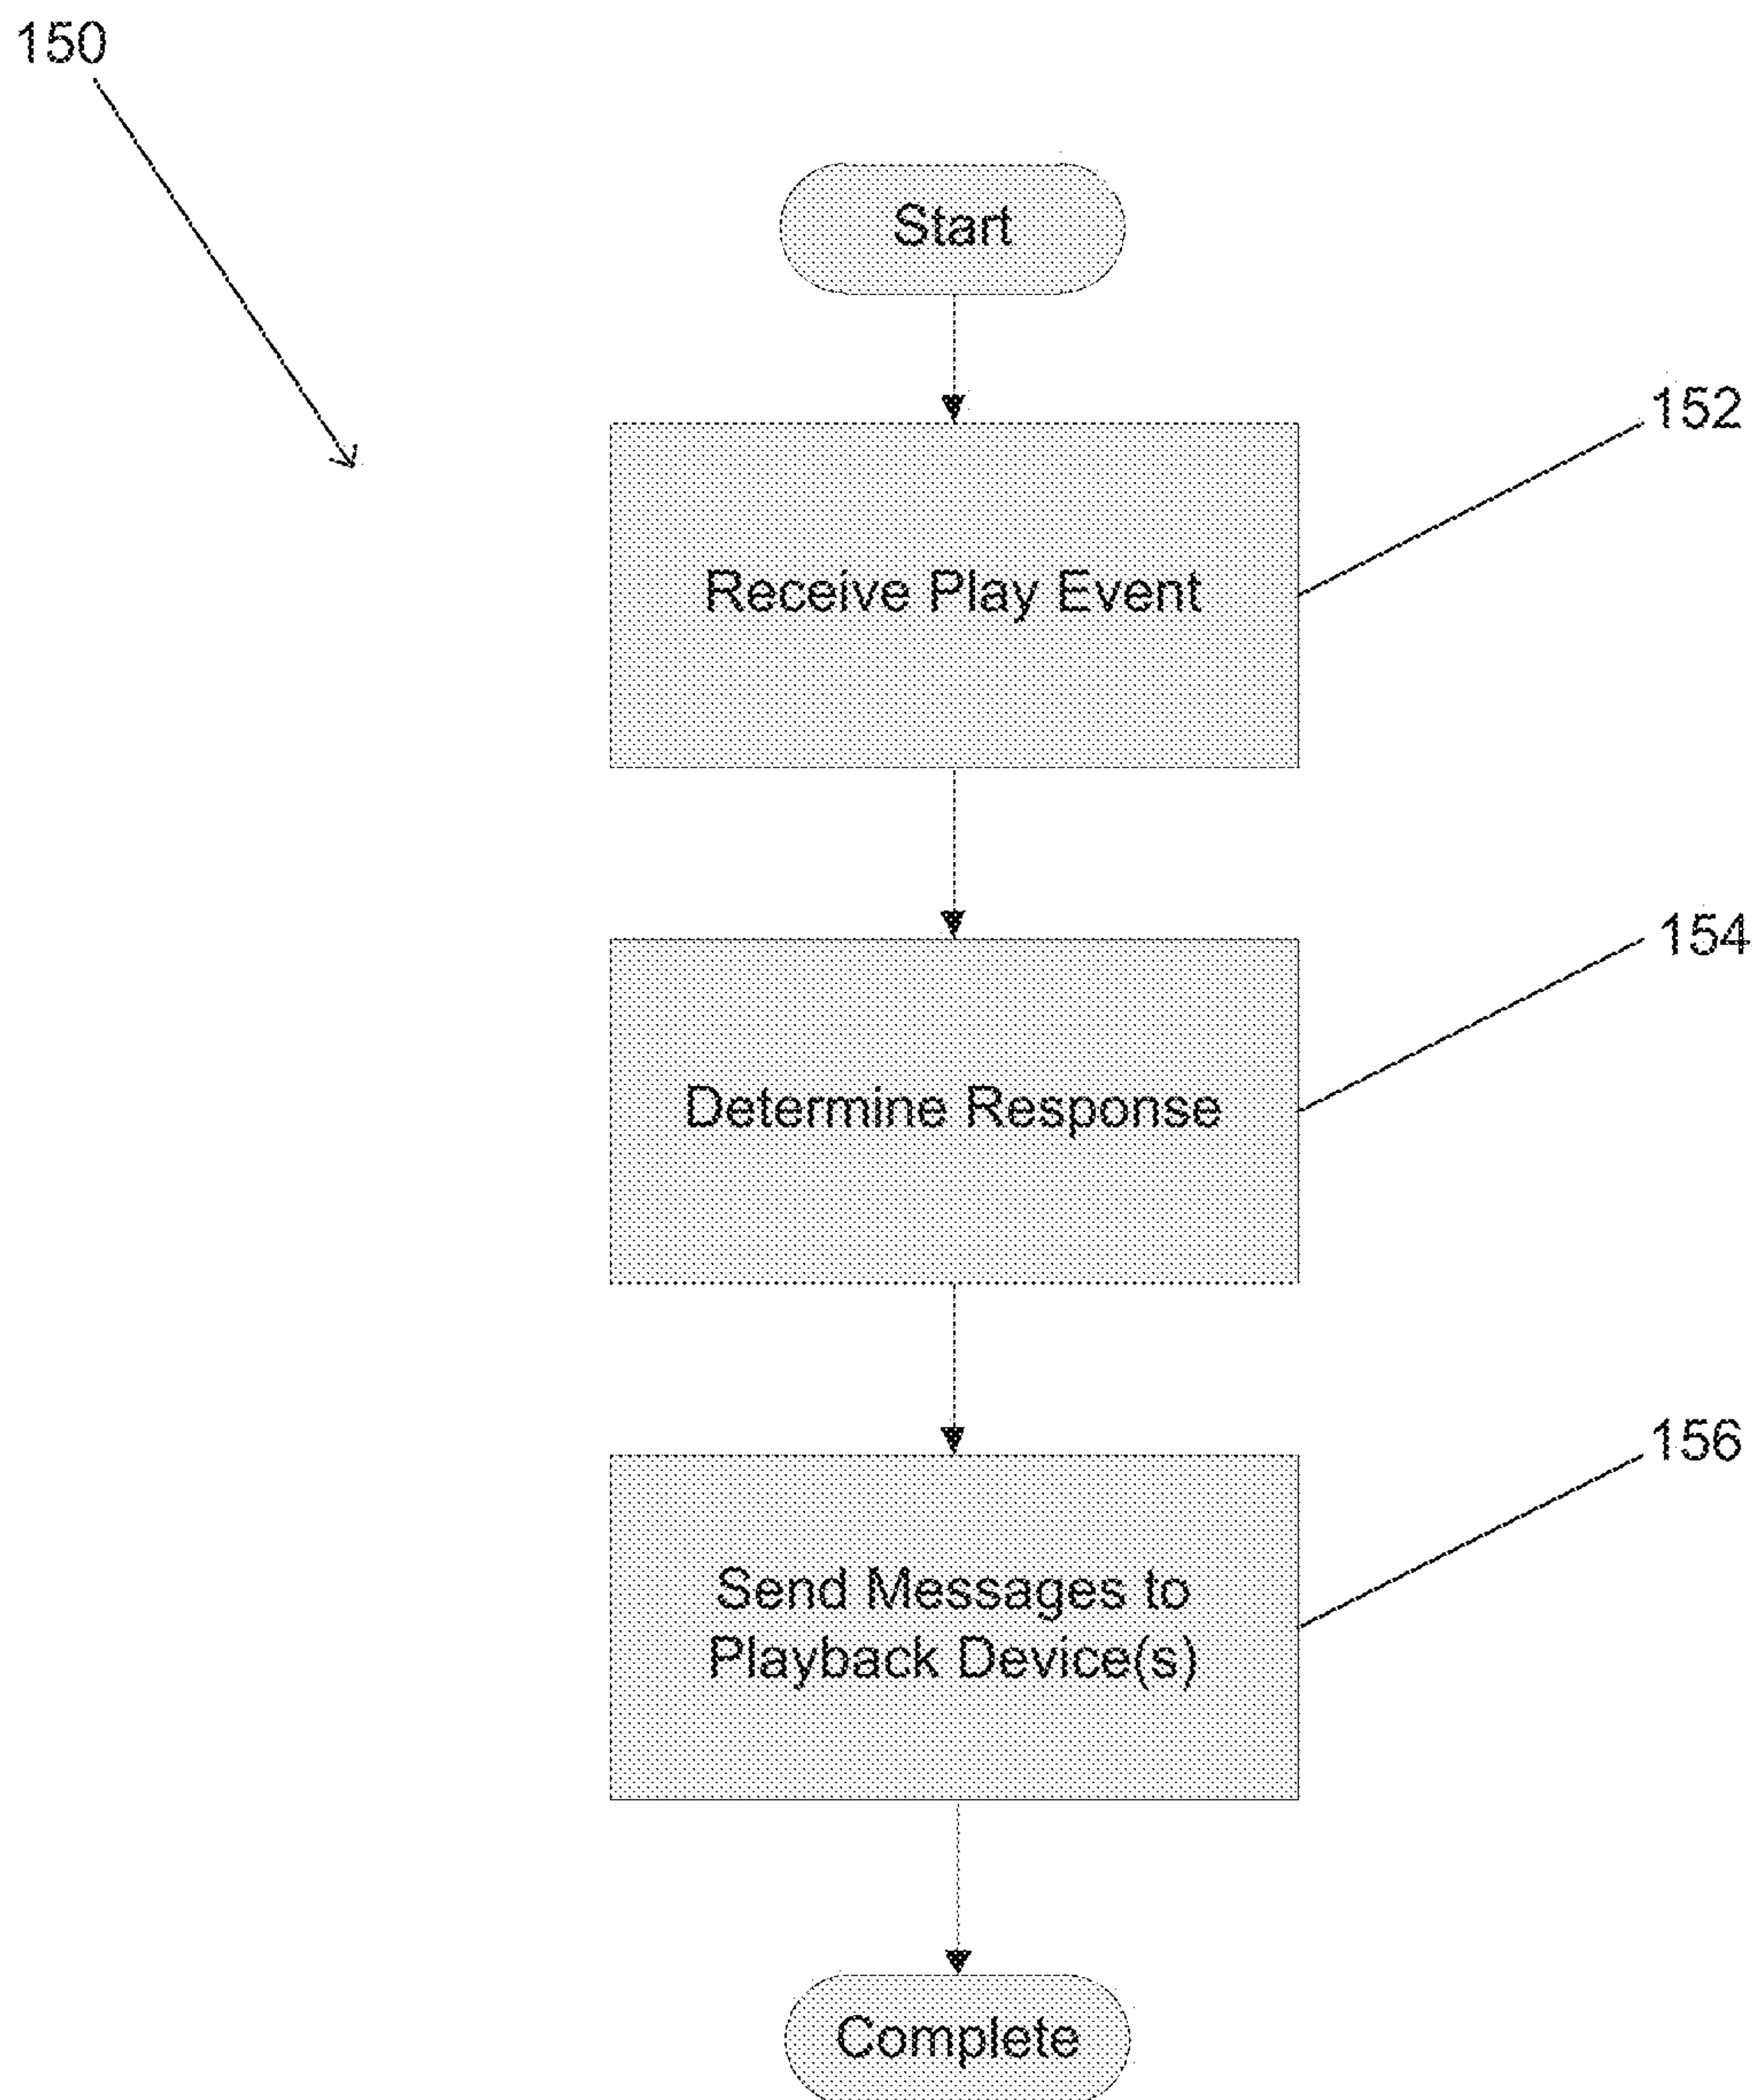 150
Start
152
Receive Play Event
154
Determine Response
156
Send Messages to
Playback Device(s)
Complete